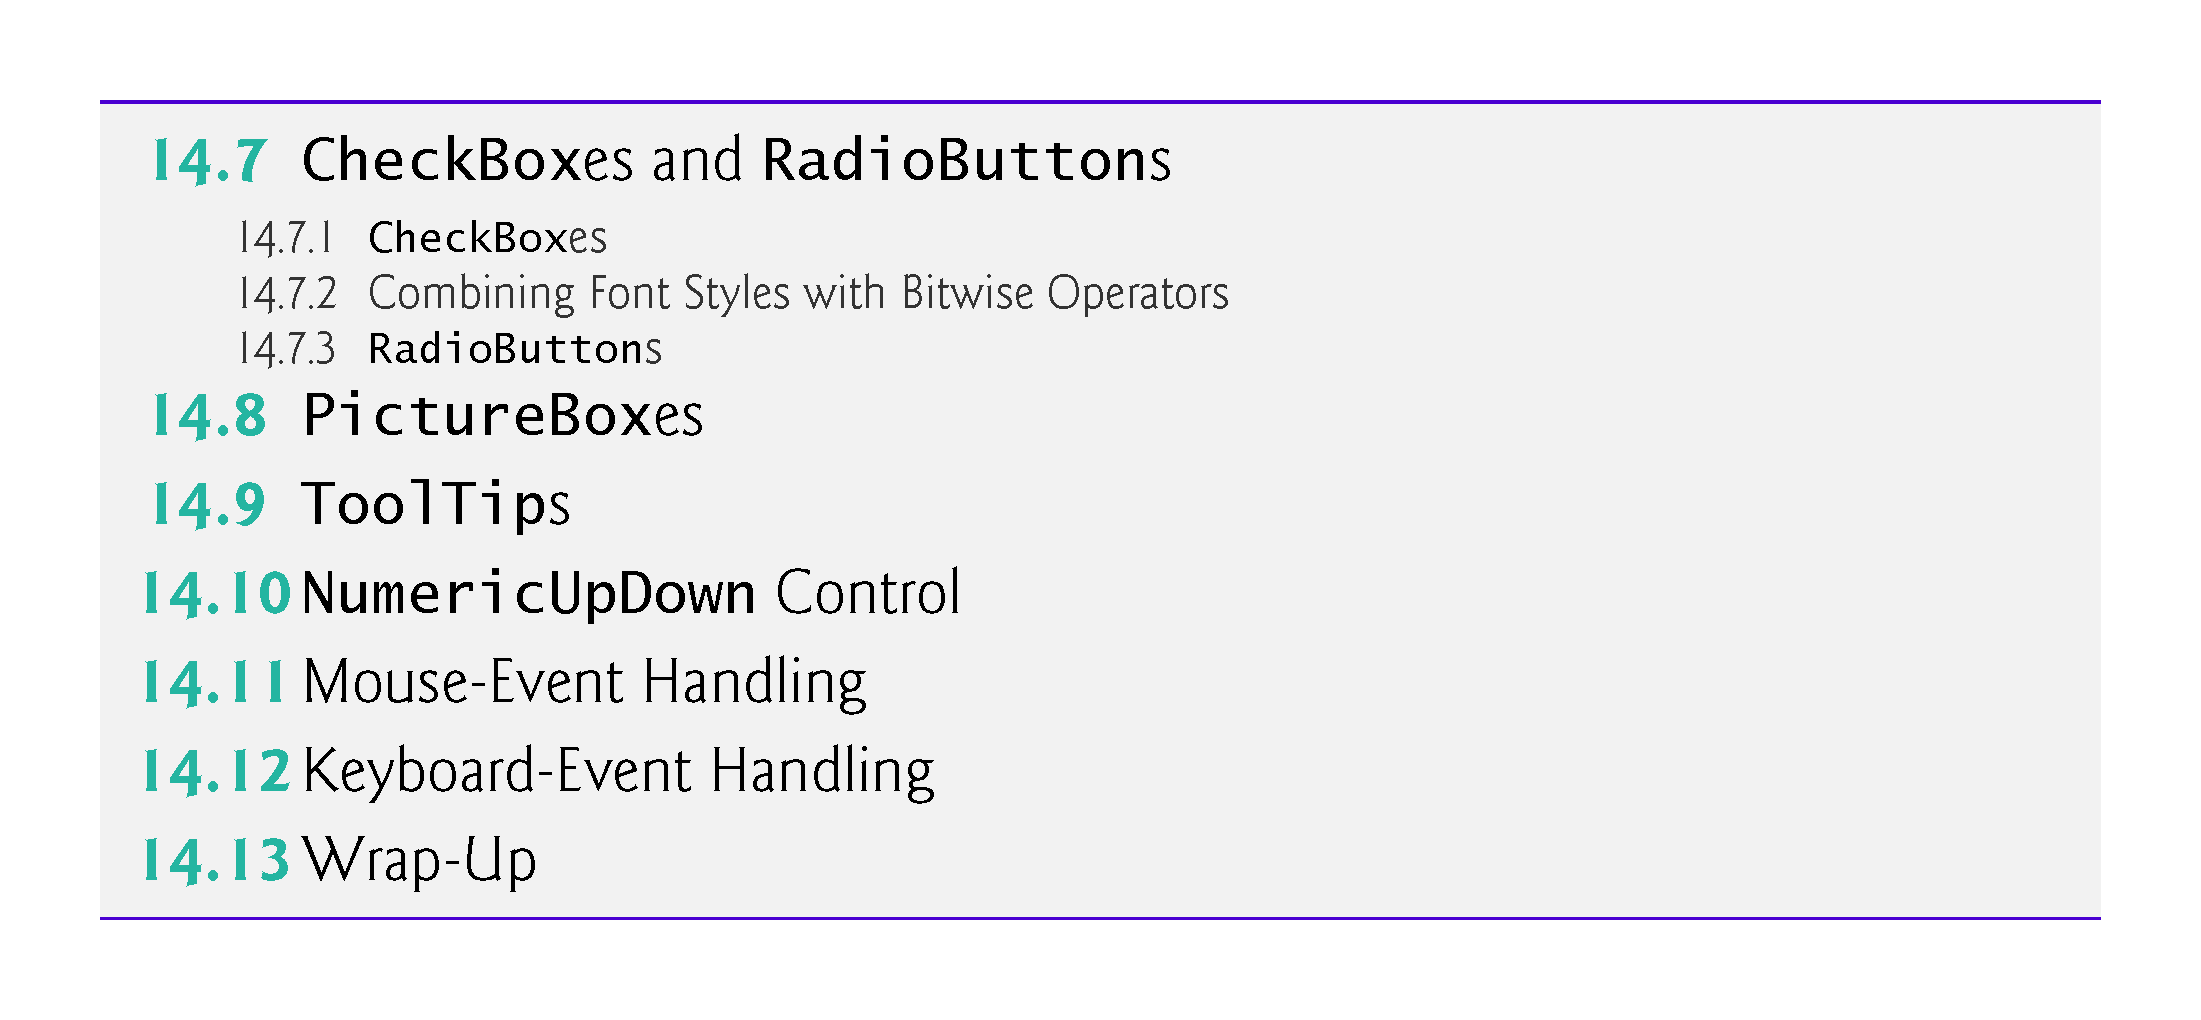 14.7 CheckBoxes and RadioButtons
14.7.1 CheckBoxes
14.7.2 Combining Font Styles with Bitwise Operators
14.7.3 RadioButtons
14.8 PictureBoxes
14.9 ToolTips
14.10 NumericUpDown Control
14.11 Mouse-Event Handling
14.12 Keyboard-Event Handling
14.13 Wrap-Up